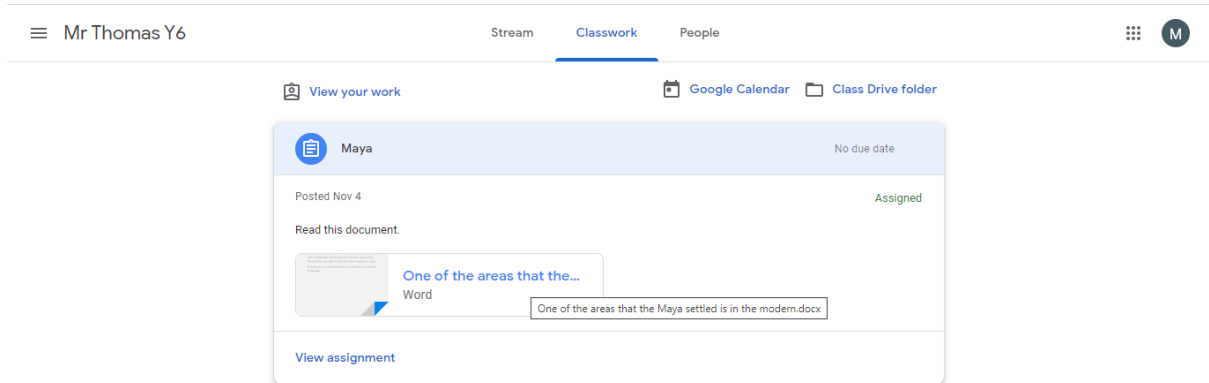 Mr Thomas Y6
Stream Classwork People
M
View your work
Google Calendar Class Drive folder
Maya No due date
Posted Nov 4 Assigned
Read this document.
One of the areas that the...
Word
One of the areas that the Maya settled is in the modern.docx
View assignment